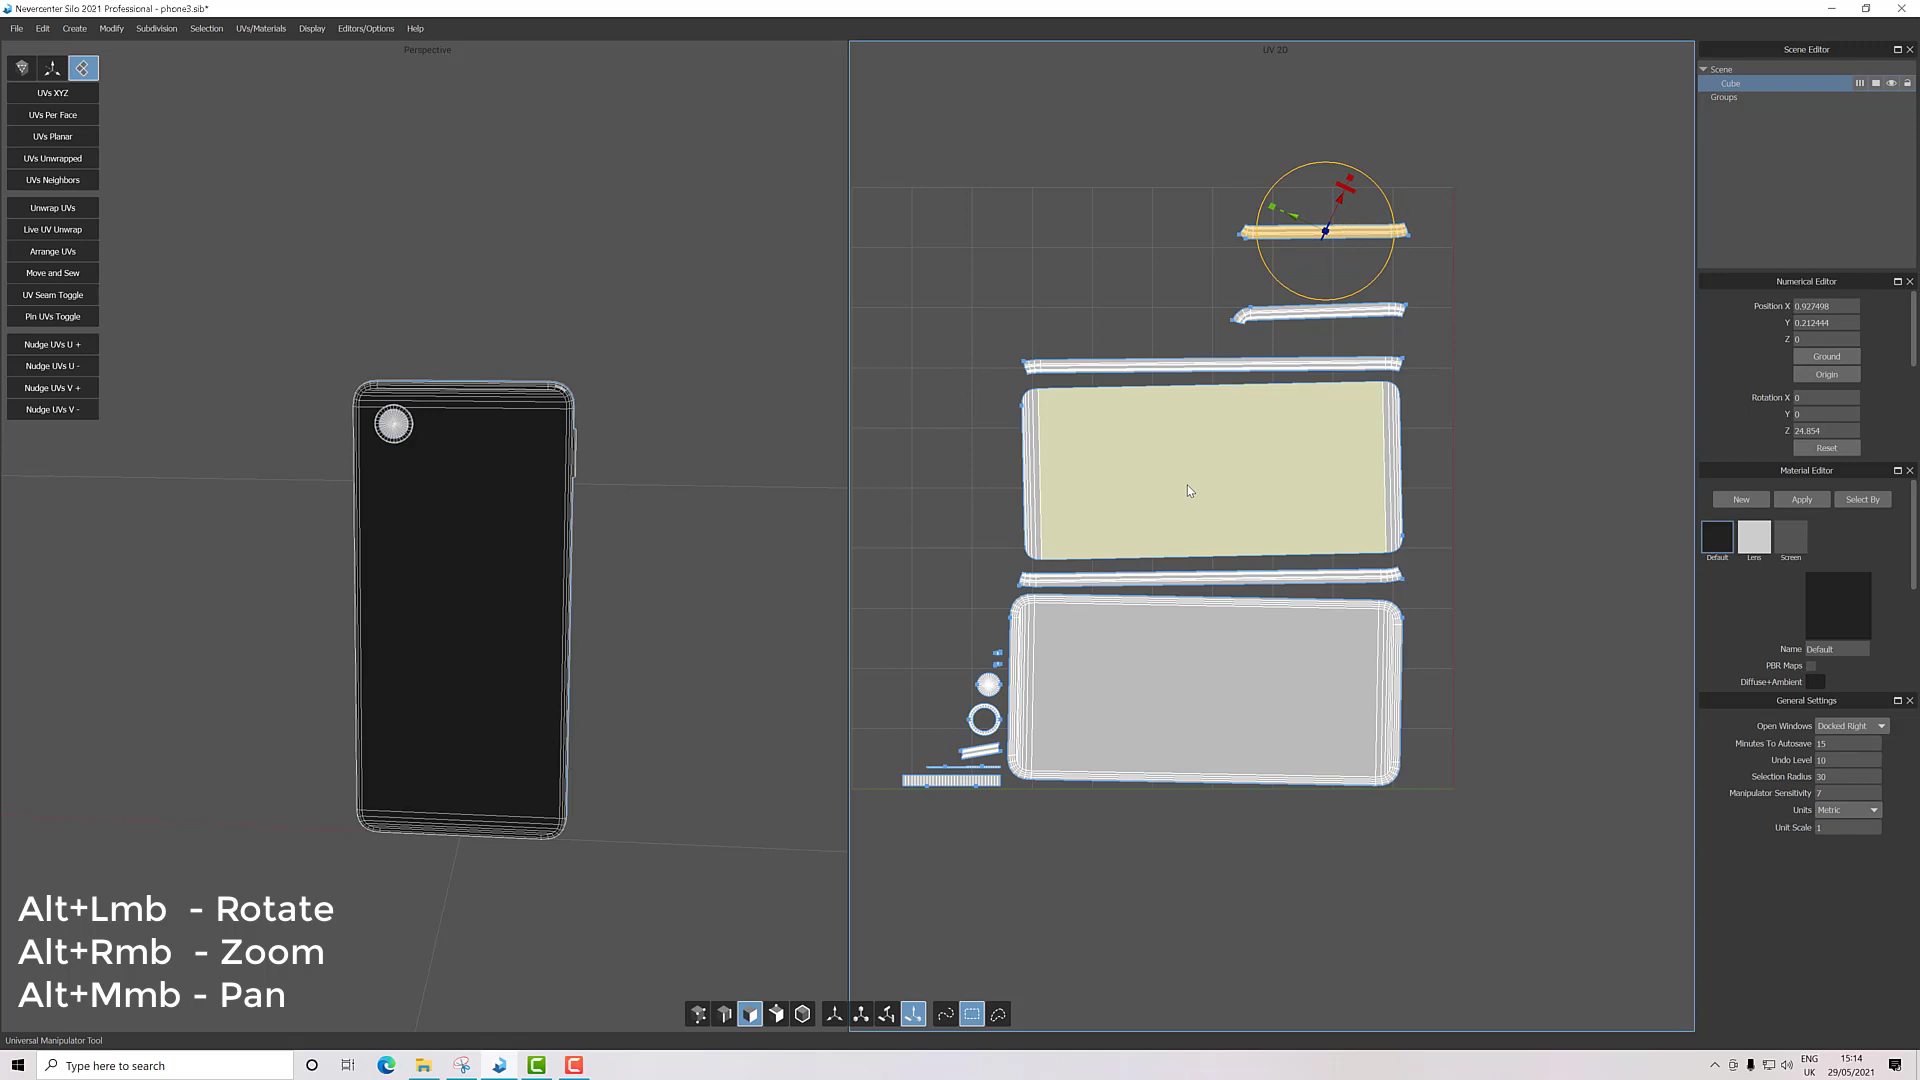 Nevercenter Silo 2021 Professional - phone3.sib*
File Edit Create Modify Subdivision Selection UVs/Materials Display Editors/Options Help
Perspective
UV 2D
UVs XYZ
UVs Per Face
UVs Planar
UVs Unwrapped
UVs Neighbors
Unwrap UVs
Live UV Unwrap
Arrange UVs
Move and Sew
UV Seam Toggle
Pin UVs Toggle
Nudge UVs U +
Nudge UVs U -
Nudge UVs V +
Nudge UVs V -
Scene Editor
Scene
Cube
Groups
Numerical Editor
Position X 0.927498
Y 0.212444
Z 0
Ground
Origin
Rotation X 0
Y 0
Z 24.854
Reset
Material Editor
New Apply Select By
Default Lens Screen
Name Default
PBR Maps
Diffuse+Ambient
General Settings
Open Windows Docked Right
Minutes To Autosave 15
Undo Level 10
Selection Radius 30
Manipulator Sensitivity 7
Units Metric
Unit Scale 1
Alt+Lmb - Rotate
Alt+Rmb - Zoom
Alt+Mmb - Pan
Universal Manipulator Tool
Type here to search
ENG
UK
15:14
29/05/2021